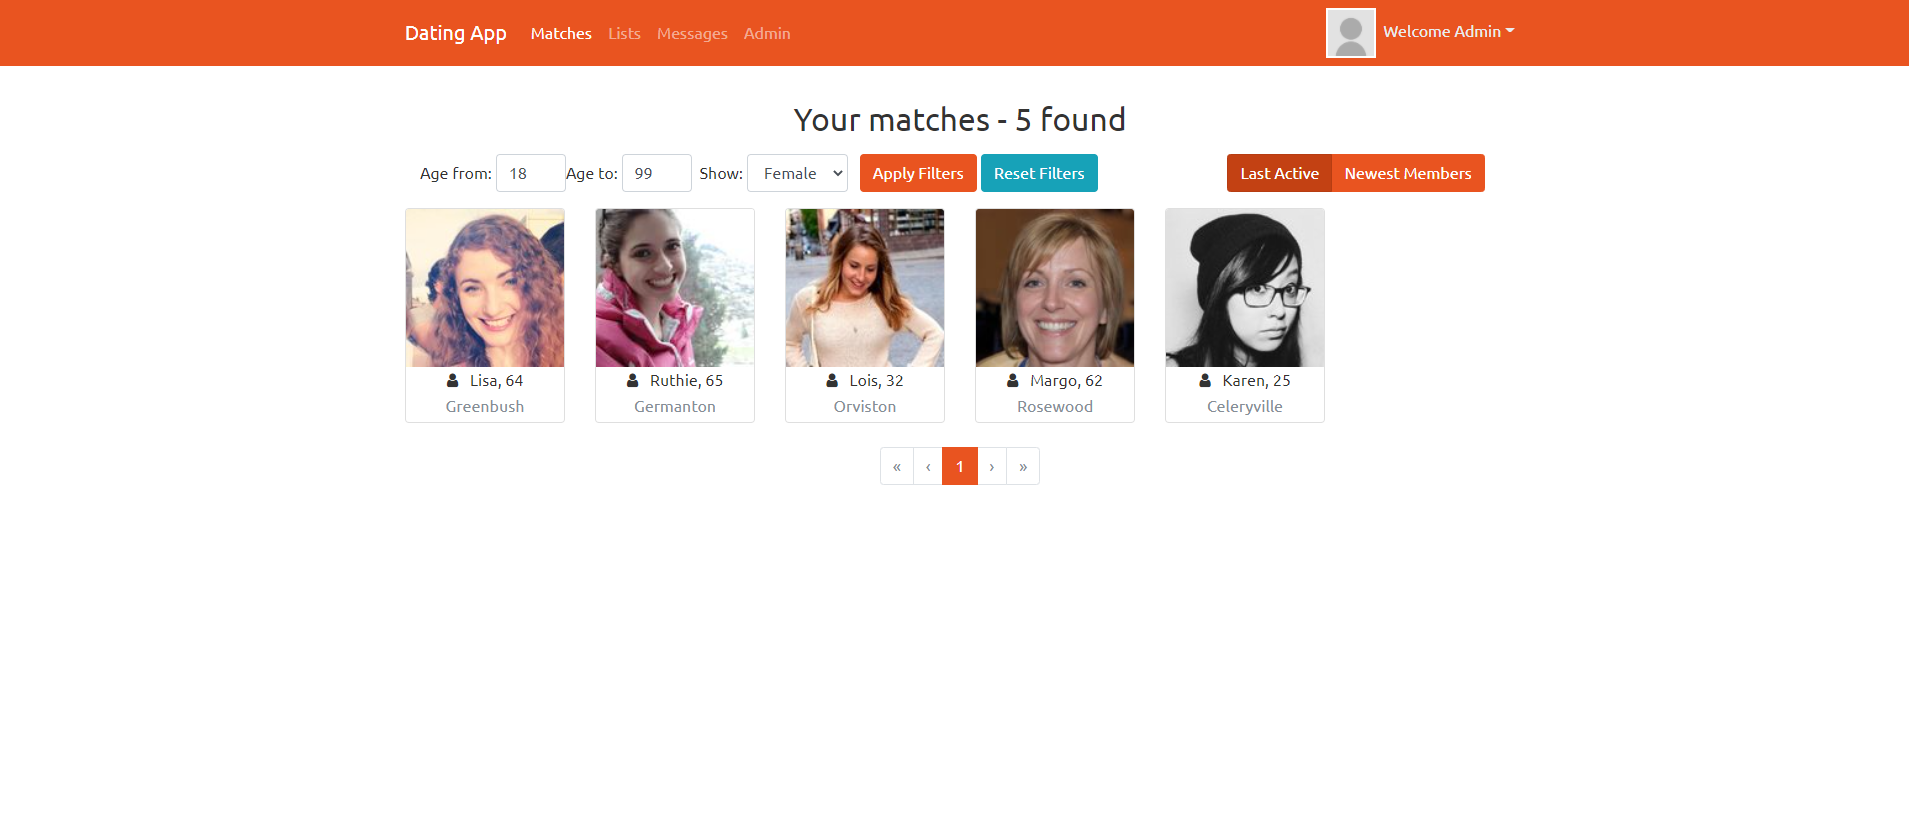 Dating App Matches Lists Messages Admin Welcome Admin
Your matches - 5 found
Age from: 18 Age to: 99 Show: Female Apply Filters Reset Filters Last Active Newest Members
Lisa, 64
Greenbush
Ruthie, 65
Germanton
Lois, 32
Orviston
Margo, 62
Rosewood
Karen, 25
Celeryville
« ‹ 1 › »